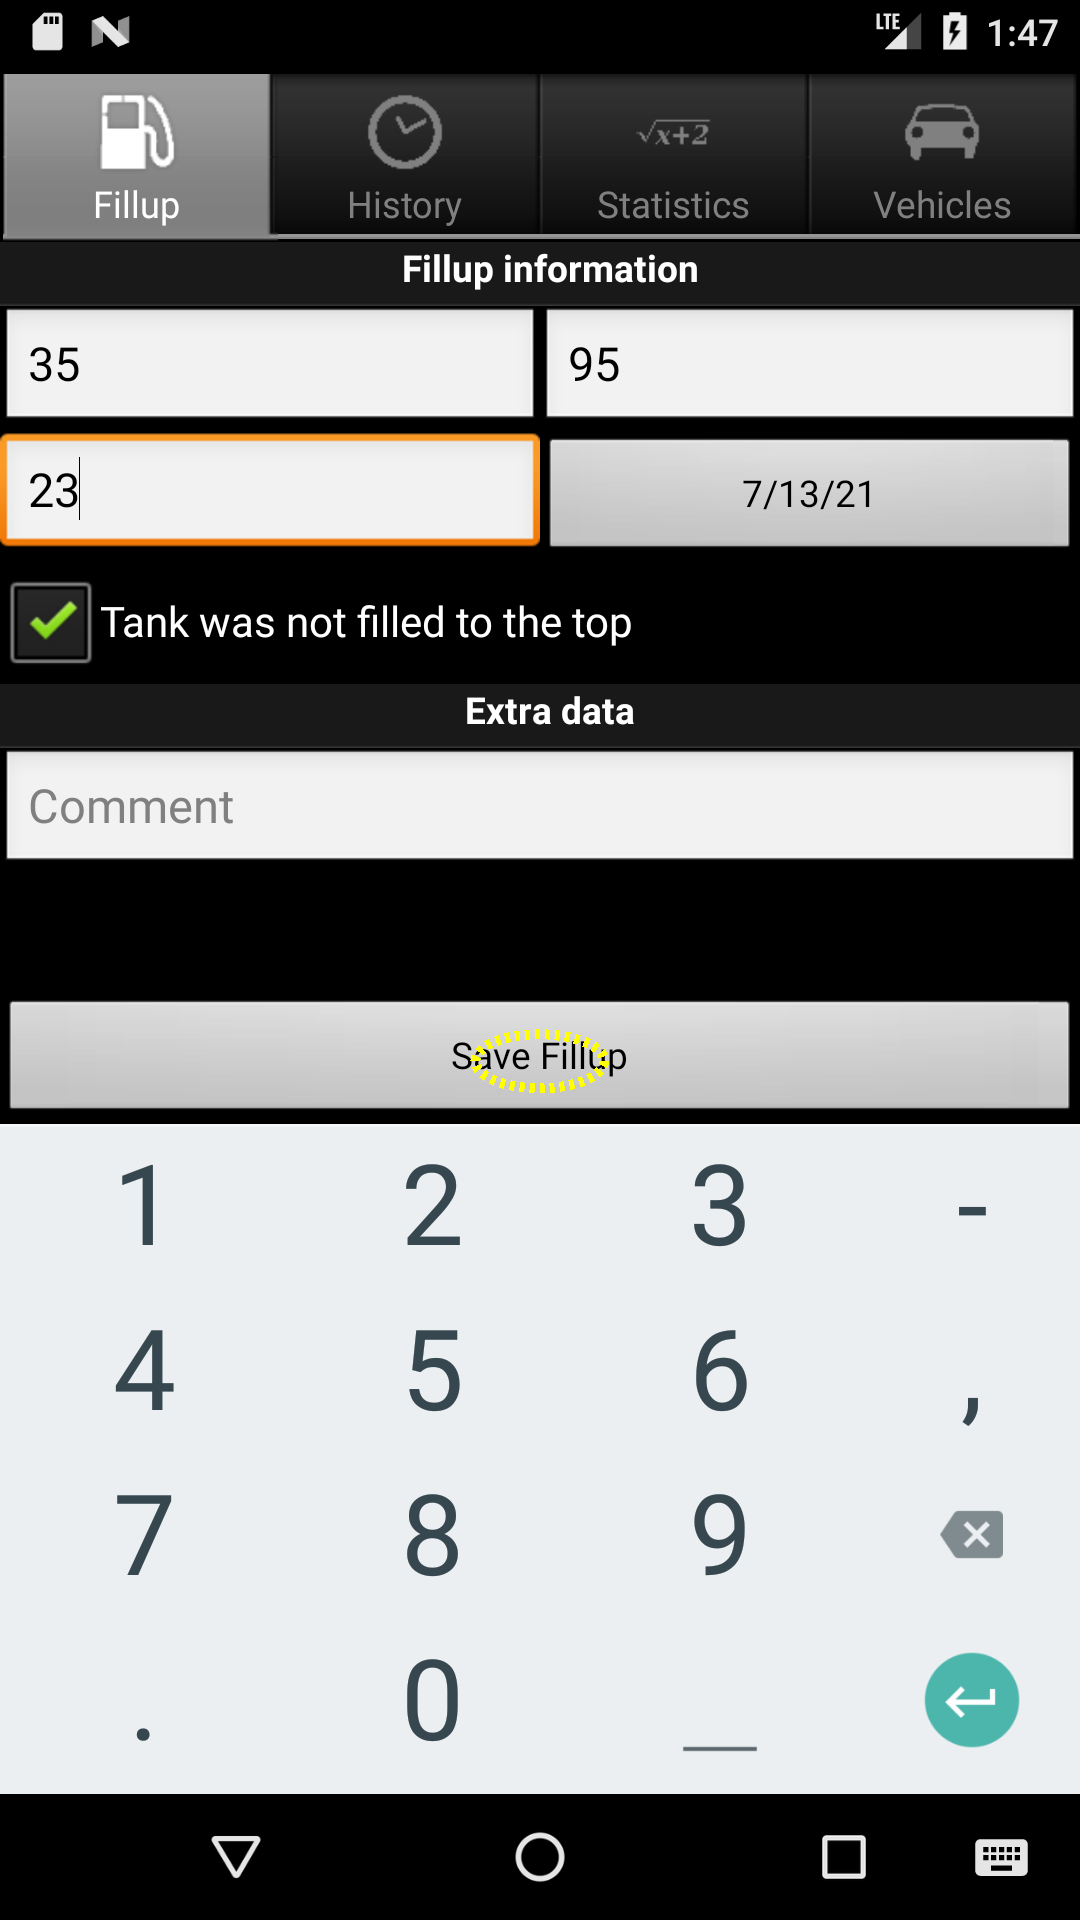 LTE 1:47
√x+2
Fillup History Statistics Vehicles
Fillup information
35 95
23 7/13/21
Tank was not filled to the top
Extra data
Comment
Save Fillup
1 2 3 -
4 5 6 ,
7 8 9
. 0 _